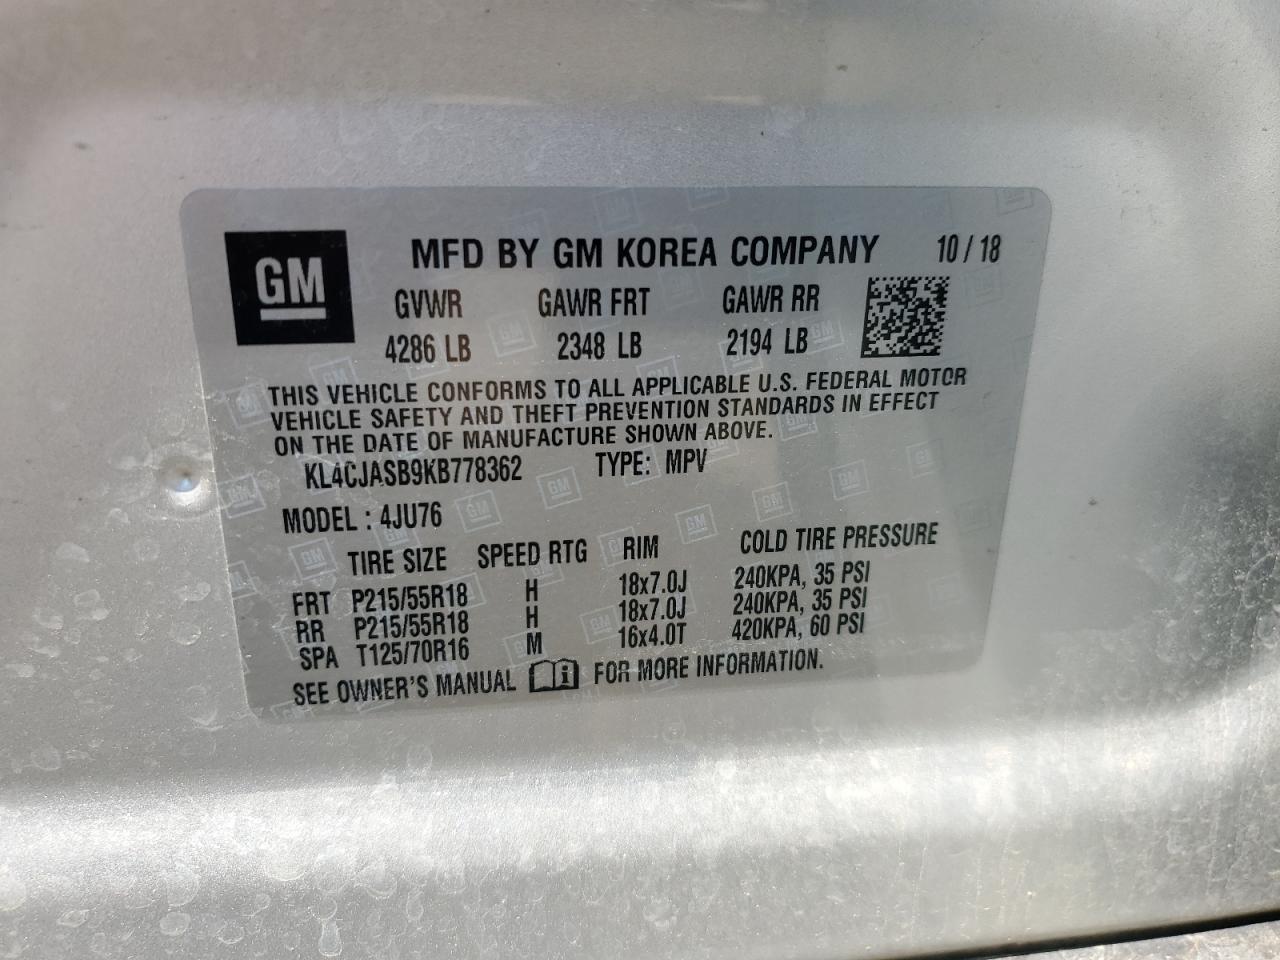 GM
MFD BY GM KOREA COMPANY 10 / 18
GVWR GAWR FRT GAWR RR
4286 LB 2348 LB 2194 LB
THIS VEHICLE CONFORMS TO ALL APPLICABLE U.S. FEDERAL MOTOR
VEHICLE SAFETY AND THEFT PREVENTION STANDARDS IN EFFECT
ON THE DATE OF MANUFACTURE SHOWN ABOVE.
KL4CJASB9KB778362 TYPE: MPV
MODEL : 4JU76
TIRE SIZE SPEED RTG RIM COLD TIRE PRESSURE
FRT P215/55R18 H 18x7.0J 240KPA, 35 PSI
RR P215/55R18 H 18x7.0J 240KPA, 35 PSI
SPA T125/70R16 M 16x4.0T 420KPA, 60 PSI
SEE OWNER'S MANUAL i FOR MORE INFORMATION.